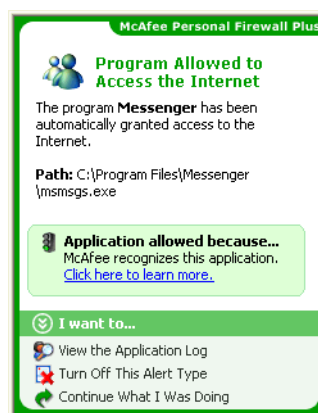 McAfee Personal Firewall Plus
Program Allowed to
Access the Internet
The program Messenger has been
automatically granted access to the
Internet.
Path: C:\Program Files\Messenger
\msmsgs.exe
Application allowed because...
McAfee recognizes this application.
Click here to learn more.
I want to...
View the Application Log
Turn Off This Alert Type
Continue What I Was Doing